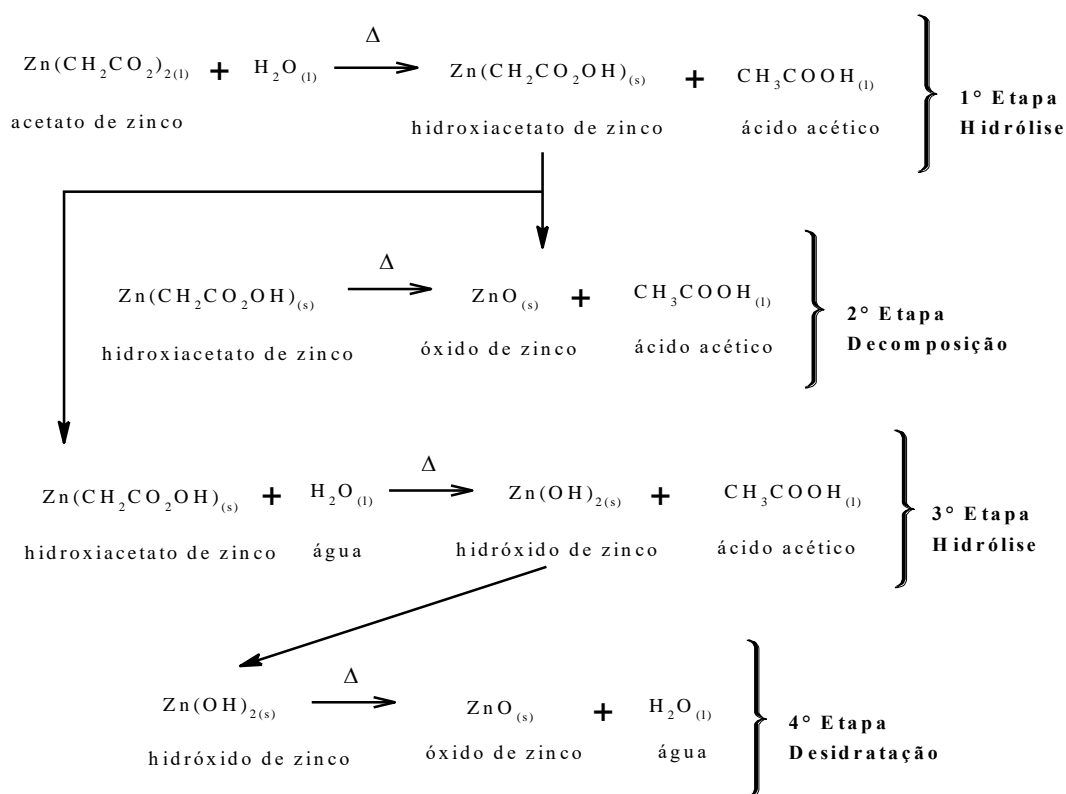 Δ
Zn(CH₂CO₂)₂₍ₗ₎ + H₂O₍ₗ₎ → Zn(CH₂CO₂OH)₍ₛ₎ + CH₃COOH₍ₗ₎
acetato de zinco hidroxiacetato de zinco ácido acético
1° Etapa
Hidrólise
Δ
Zn(CH₂CO₂OH)₍ₛ₎ → ZnO₍ₛ₎ + CH₃COOH₍ₗ₎
hidroxiacetato de zinco óxido de zinco ácido acético
2° Etapa
Decomposição
Δ
Zn(CH₂CO₂OH)₍ₛ₎ + H₂O₍ₗ₎ → Zn(OH)₂₍ₛ₎ + CH₃COOH₍ₗ₎
hidroxiacetato de zinco água hidróxido de zinco ácido acético
3° Etapa
Hidrólise
Δ
Zn(OH)₂₍ₛ₎ → ZnO₍ₛ₎ + H₂O₍ₗ₎
hidróxido de zinco óxido de zinco água
4° Etapa
Desidratação